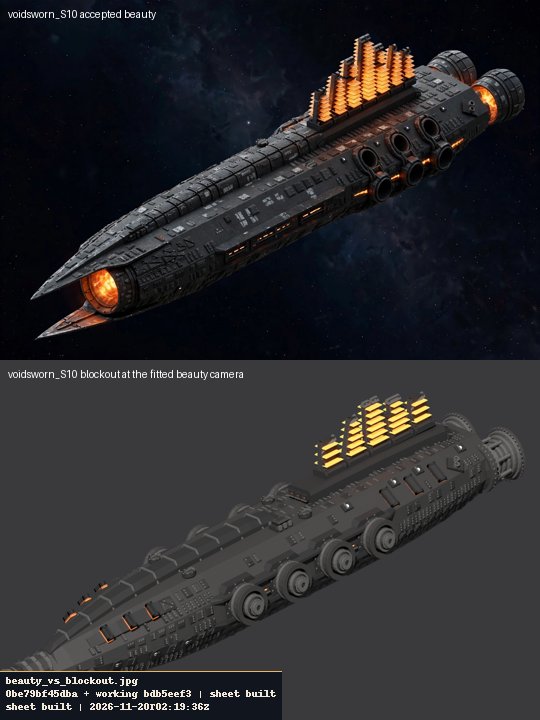 voidsworn_S10 accepted beauty
voidsworn_S10 blockout at the fitted beauty camera
beauty_vs_blockout.jpg
0be79bf45dba + working bdb5eef3 | sheet built
sheet built | 2026-11-20T02:19:36Z